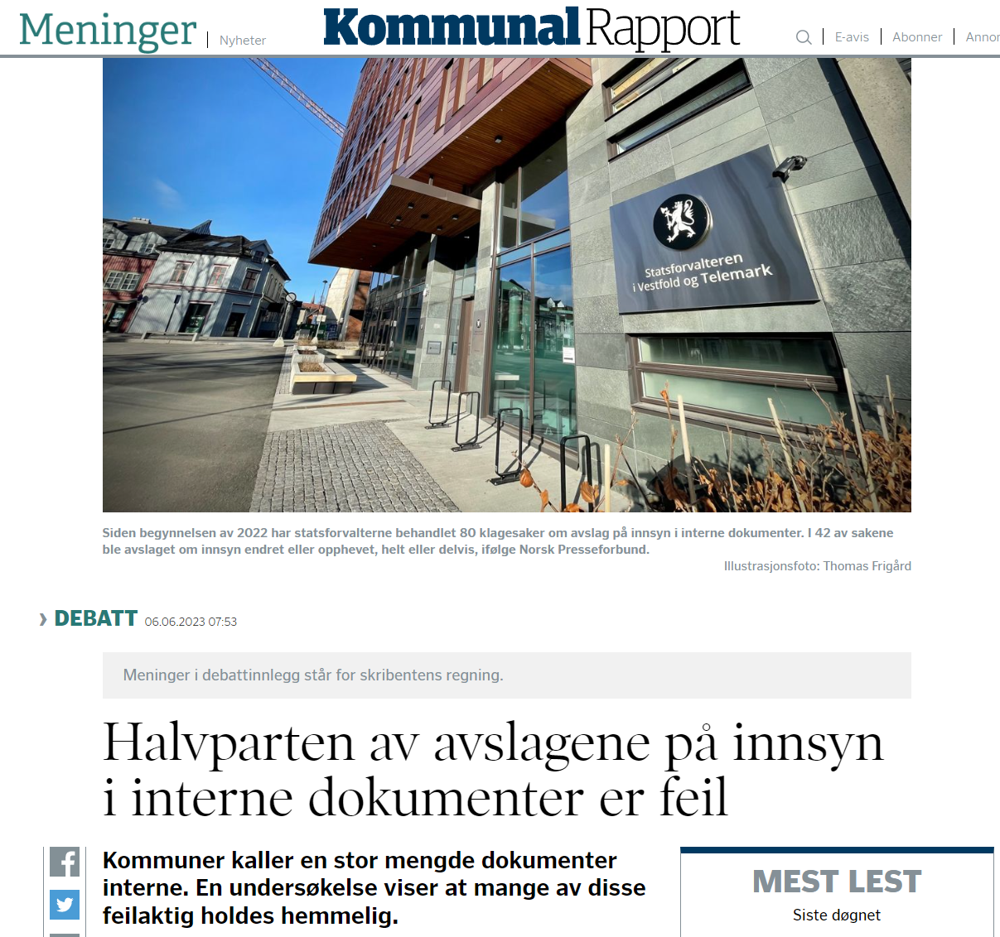 Meninger
Nyheter
Kommunal Rapport
E-avis
Abonner
Annor
Statsforvalteren
i Vestfold og Telemark
Siden begynnelsen av 2022 har statsforvalterne behandlet 80 klagesaker om avslag på innsyn i interne dokumenter. I 42 av sakene
ble avslaget om innsyn endret eller opphevet, helt eller delvis, ifølge Norsk Presseforbund.
Illustrasjonsfoto: Thomas Frigård
› DEBATT 06.06.2023 07:53
Meninger i debattinnlegg står for skribentens regning.
Halvparten av avslagene på innsyn
i interne dokumenter er feil
Kommuner kaller en stor mengde dokumenter
interne. En undersøkelse viser at mange av disse
feilaktig holdes hemmelig.
MEST LEST
Siste døgnet